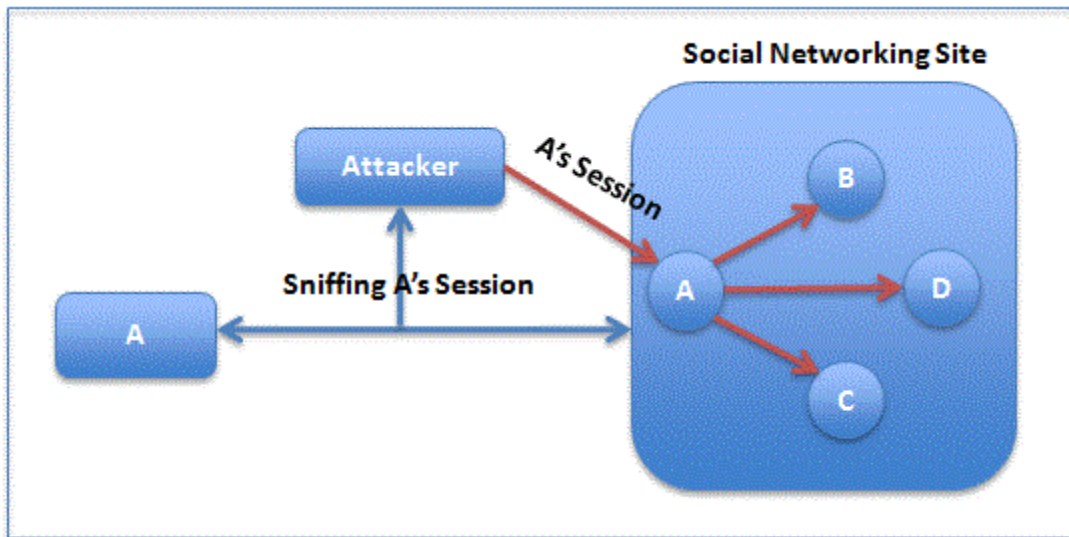 Social Networking Site
Attacker
A's Session
B
Sniffing A's Session
A
D
A
C